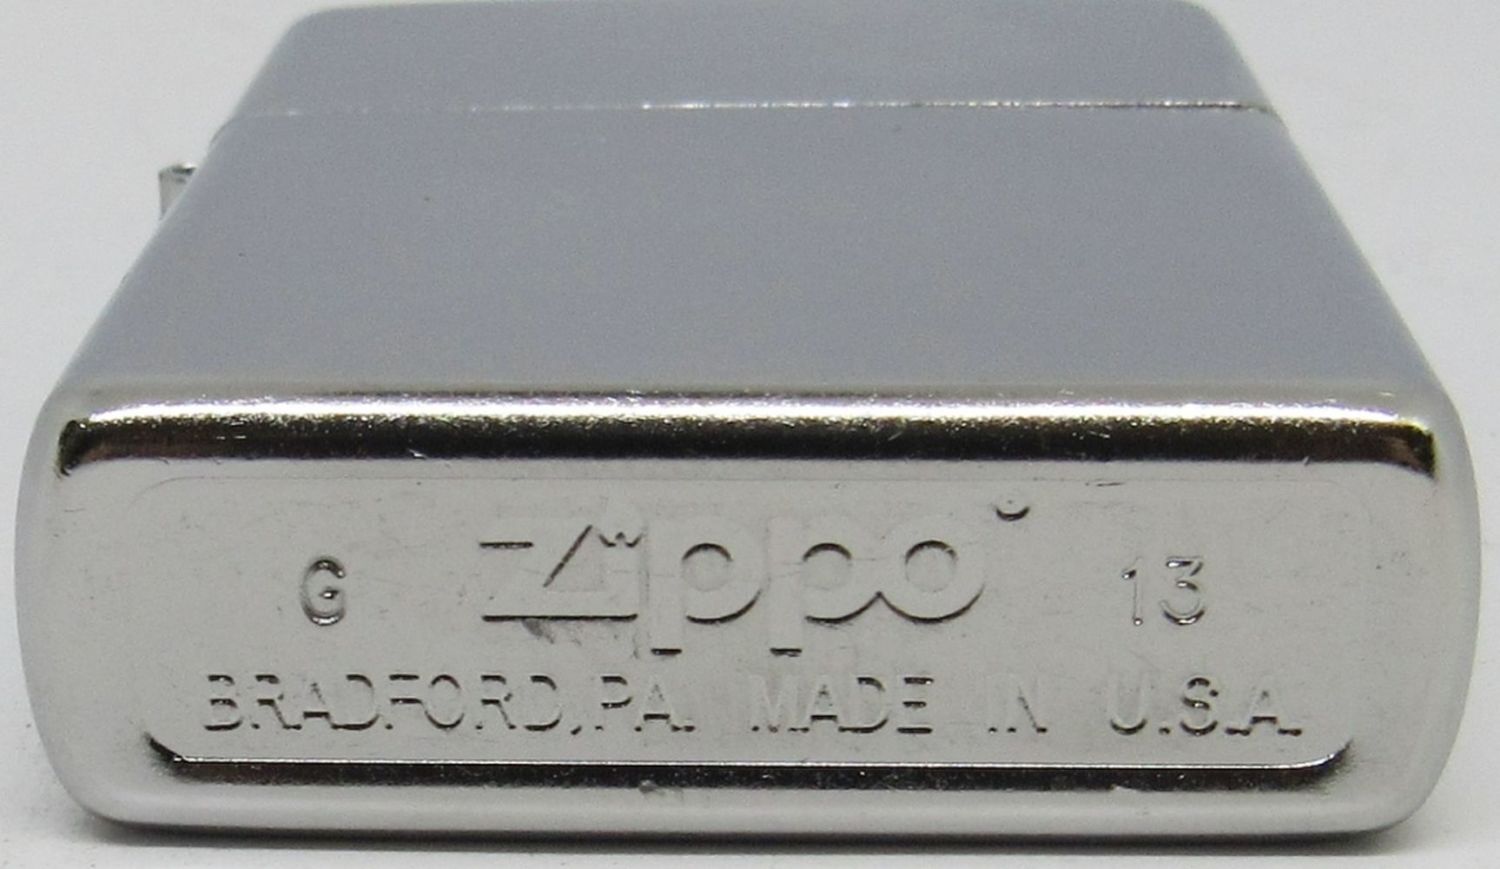 G Zippo 13
BRADFORD, PA. MADE IN U.S.A.